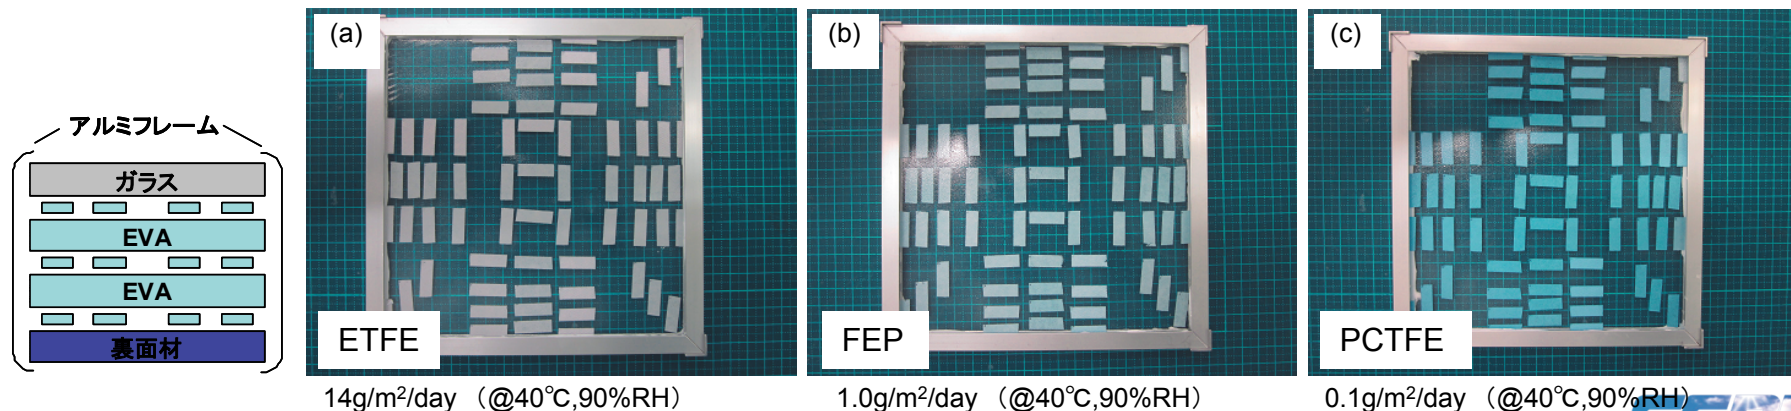 アルミフレーム
ガラス
EVA
EVA
裏面材
(a)
ETFE
14g/m²/day （@40℃,90%RH）
(b)
FEP
1.0g/m²/day （@40℃,90%RH）
(c)
PCTFE
0.1g/m²/day （@40℃,90%RH）